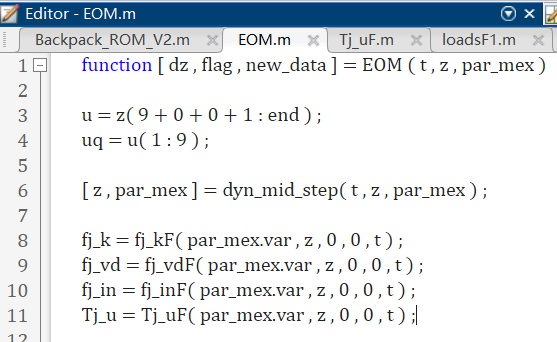 Editor - EOM.m
Backpack_ROM_V2.m EOM.m Tj_uF.m loadsF1.m
1 function [ dz , flag , new_data ] = EOM ( t , z , par_mex )
2
3 u = z( 9 + 0 + 0 + 1 : end ) ;
4 uq = u( 1 : 9 ) ;
5
6 [ z , par_mex ] = dyn_mid_step( t , z , par_mex ) ;
7
8 fj_k = fj_kF( par_mex.var , z , 0 , 0 , t ) ;
9 fj_vd = fj_vdF( par_mex.var , z , 0 , 0 , t ) ;
10 fj_in = fj_inF( par_mex.var , z , 0 , 0 , t ) ;
11 Tj_u = Tj_uF( par_mex.var , z , 0 , 0 , t ) ;
12